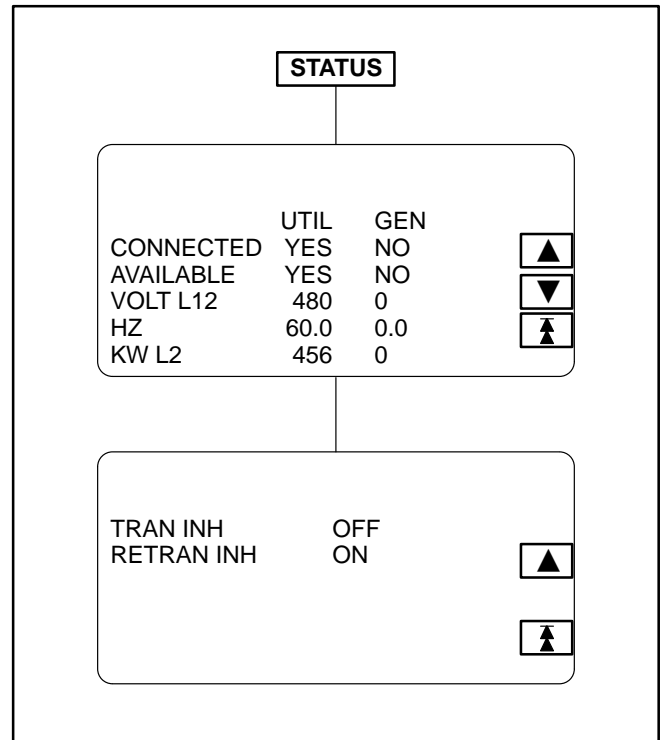 STATUS
UTIL GEN
CONNECTED YES NO
AVAILABLE YES NO
VOLT L12 480 0
HZ 60.0 0.0
KW L2 456 0
TRAN INH OFF
RETRAN INH ON